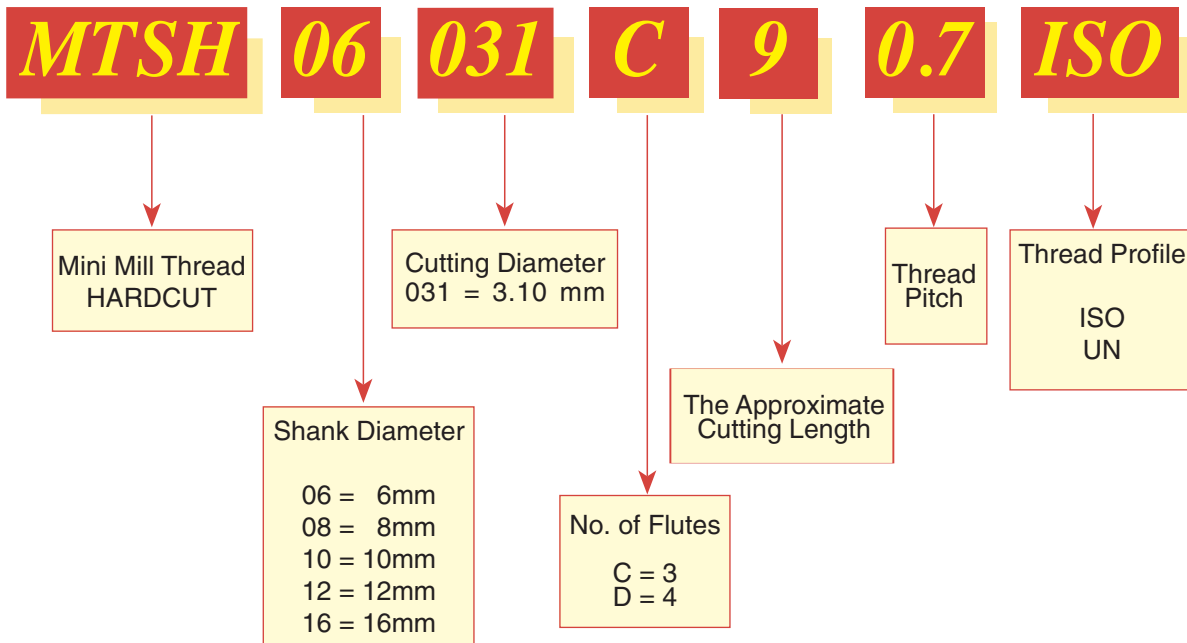 MTSH 06 031 C 9 0.7 ISO
Mini Mill Thread
HARDCUT
Shank Diameter
06 = 6mm
08 = 8mm
10 = 10mm
12 = 12mm
16 = 16mm
Cutting Diameter
031 = 3.10 mm
No. of Flutes
C = 3
D = 4
The Approximate
Cutting Length
Thread
Pitch
Thread Profile
ISO
UN